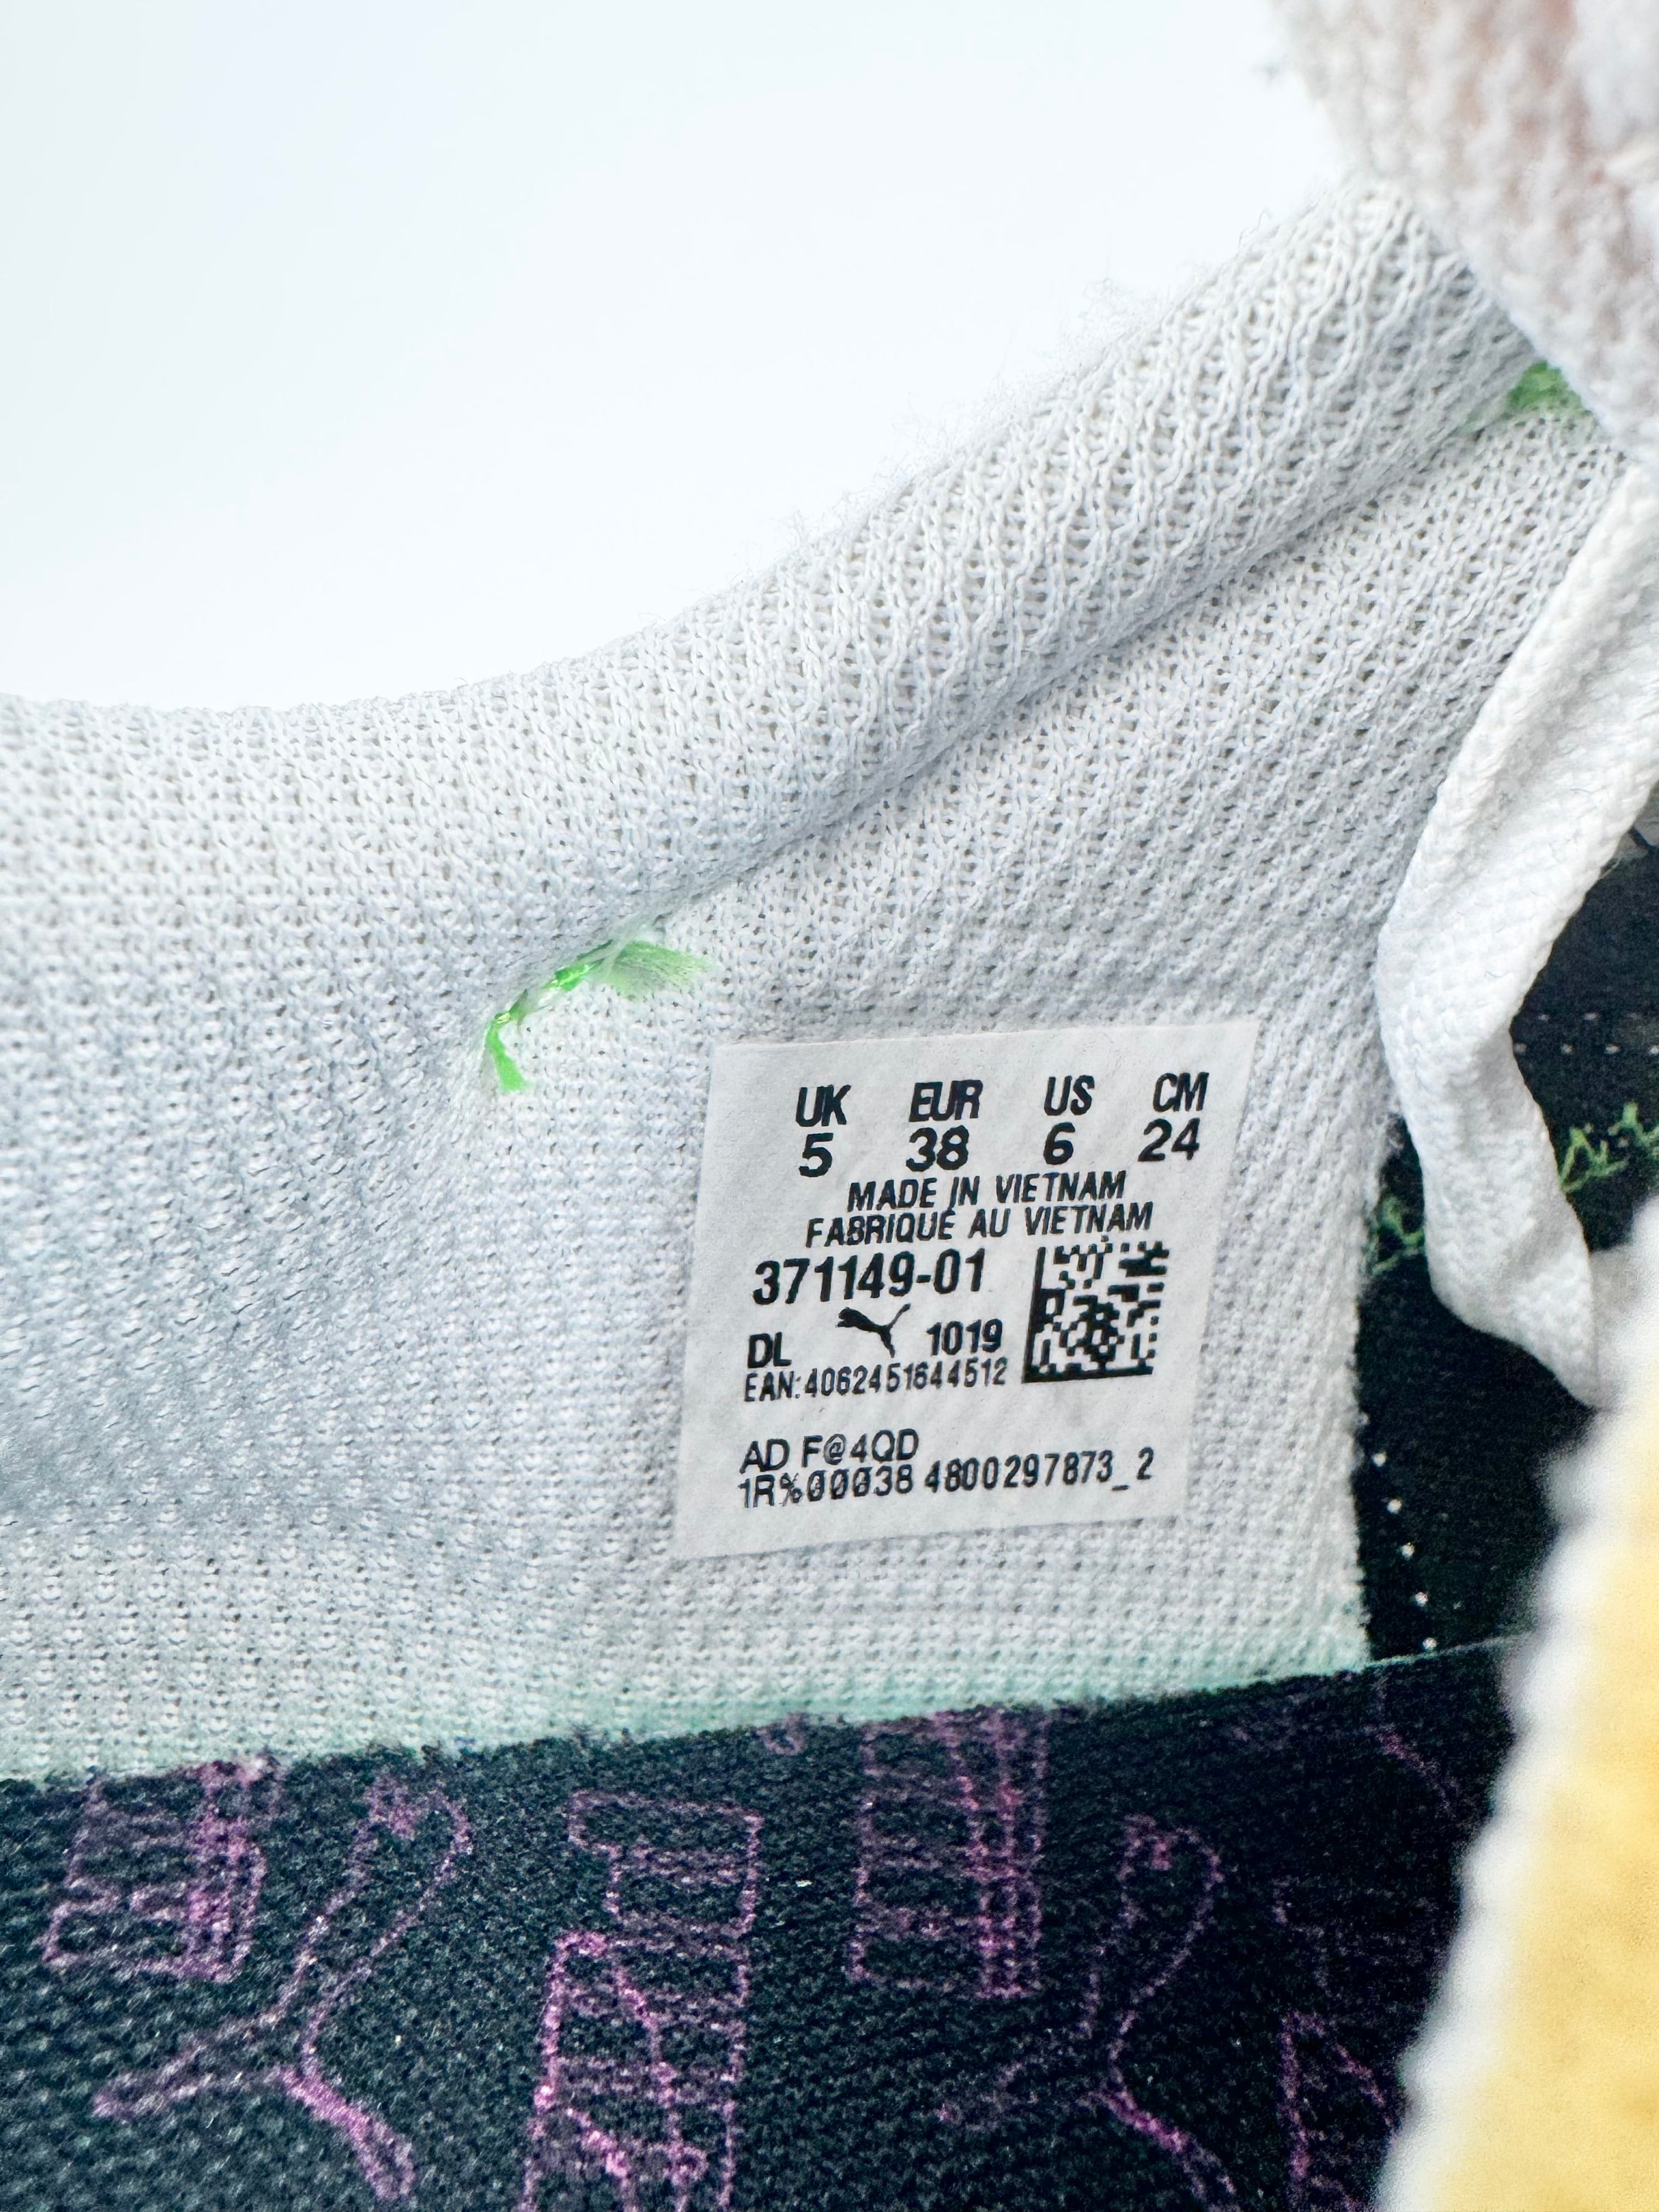 UK EUR US CM
5 38 6 24
MADE IN VIETNAM
FABRIQUÉ AU VIETNAM
371149-01
DL 1019
EAN:4062451644512
AD F@4QD
1R%00038 4800297873_2